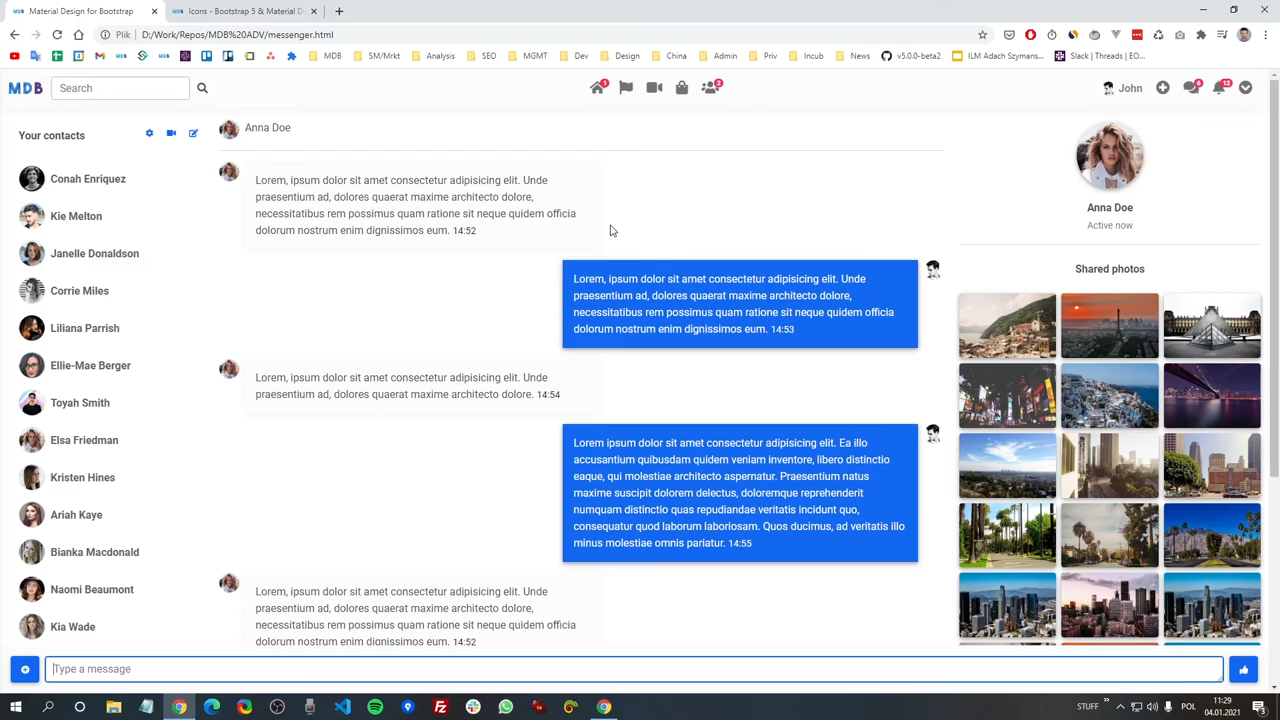 Material Design for Bootstrap
Icons - Bootstrap 5 & Material D
Plik
D:/Work/Repos/MDB%20ADV/messenger.html
MDB
SM/Mrkt
Analysis
SEO
MGMT
Dev
Design
China
Admin
Priv
Incub
News
v5.0.0-beta2
ILM Adach Szymans...
Slack | Threads | EO...
MDB
Search
1
2
John
6
12
Your contacts
Conah Enriquez
Kie Melton
Janelle Donaldson
Corrie Miles
Liliana Parrish
Ellie-Mae Berger
Toyah Smith
Elsa Friedman
Kristen Hines
Ariah Kaye
Bianka Macdonald
Naomi Beaumont
Kia Wade
Anna Doe
Lorem, ipsum dolor sit amet consectetur adipisicing elit. Unde
praesentium ad, dolores quaerat maxime architecto dolore,
necessitatibus rem possimus quam ratione sit neque quidem officia
dolorum nostrum enim dignissimos eum. 14:52
Lorem, ipsum dolor sit amet consectetur adipisicing elit. Unde
praesentium ad, dolores quaerat maxime architecto dolore,
necessitatibus rem possimus quam ratione sit neque quidem officia
dolorum nostrum enim dignissimos eum. 14:53
Lorem, ipsum dolor sit amet consectetur adipisicing elit. Unde
praesentium ad, dolores quaerat maxime architecto dolore. 14:54
Lorem ipsum dolor sit amet consectetur adipisicing elit. Ea illo
accusantium quibusdam quidem veniam inventore, libero distinctio
eaque, qui molestiae architecto aspernatur. Praesentium natus
maxime suscipit dolorem delectus, doloremque reprehenderit
numquam distinctio quas repudiandae veritatis incidunt quo,
consequatur quod laborum laboriosam. Quos ducimus, ad veritatis illo
minus molestiae omnis pariatur. 14:55
Lorem, ipsum dolor sit amet consectetur adipisicing elit. Unde
praesentium ad, dolores quaerat maxime architecto dolore,
necessitatibus rem possimus quam ratione sit neque quidem officia
dolorum nostrum enim dignissimos eum. 14:52
Anna Doe
Active now
Shared photos
Type a message
STUFF
POL
11:29
04.01.2021